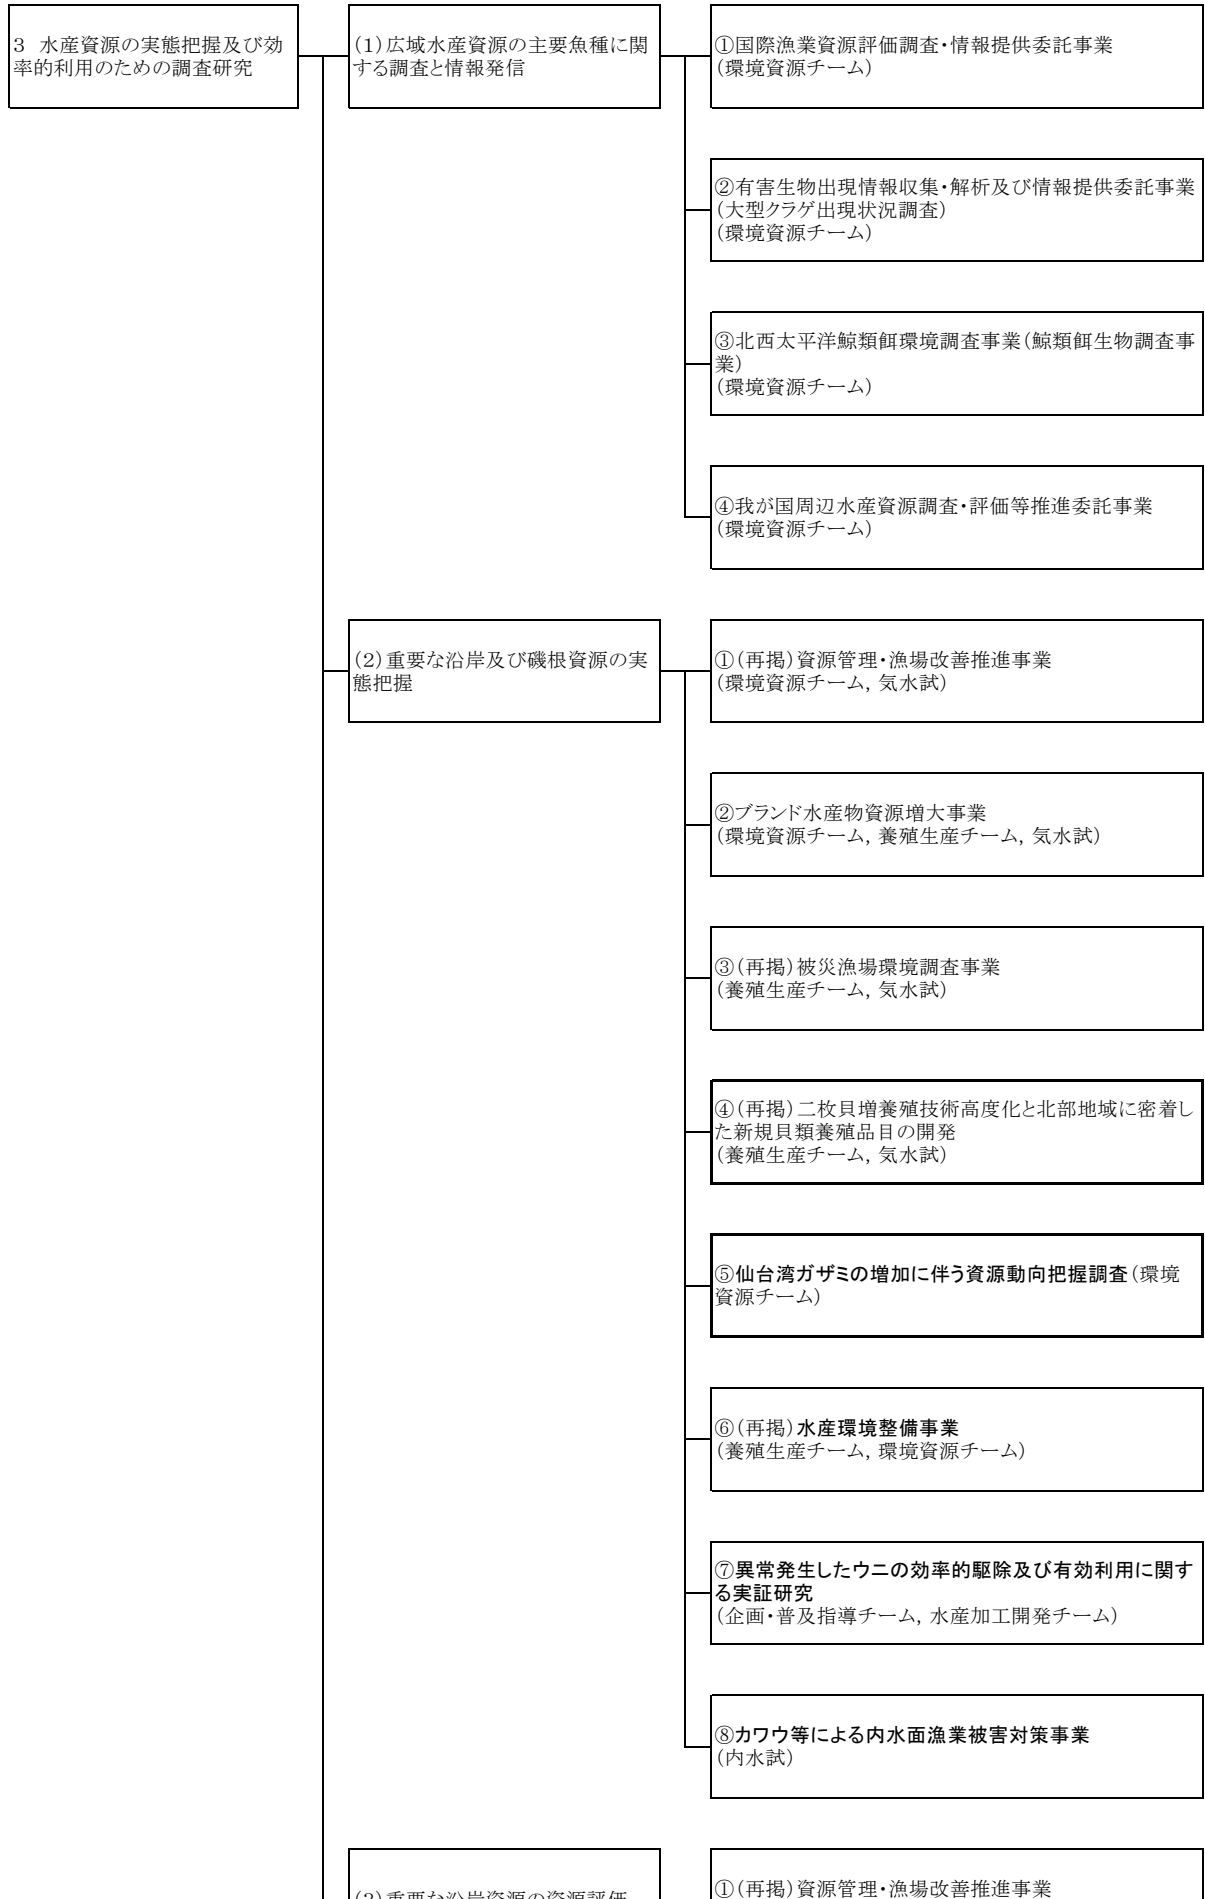 3　水産資源の実態把握及び効
率的利用のための調査研究
(1)広域水産資源の主要魚種に関
する調査と情報発信
①国際漁業資源評価調査・情報提供委託事業
(環境資源チーム)
②有害生物出現情報収集・解析及び情報提供委託事業
(大型クラゲ出現状況調査)
(環境資源チーム)
③北西太平洋鯨類餌環境調査事業(鯨類餌生物調査事
業)
(環境資源チーム)
④我が国周辺水産資源調査・評価等推進委託事業
(環境資源チーム)
(2)重要な沿岸及び磯根資源の実
態把握
①(再掲)資源管理・漁場改善推進事業
(環境資源チーム, 気水試)
②ブランド水産物資源増大事業
(環境資源チーム, 養殖生産チーム, 気水試)
③(再掲)被災漁場環境調査事業
(養殖生産チーム, 気水試)
④(再掲)二枚貝増養殖技術高度化と北部地域に密着し
た新規貝類養殖品目の開発
(養殖生産チーム, 気水試)
⑤仙台湾ガザミの増加に伴う資源動向把握調査(環境
資源チーム)
⑥(再掲)水産環境整備事業
(養殖生産チーム, 環境資源チーム)
⑦異常発生したウニの効率的駆除及び有効利用に関す
る実証研究
(企画・普及指導チーム, 水産加工開発チーム)
⑧カワウ等による内水面漁業被害対策事業
(内水試)
(3)重要な沿岸資源の資源評価
①(再掲)資源管理・漁場改善推進事業